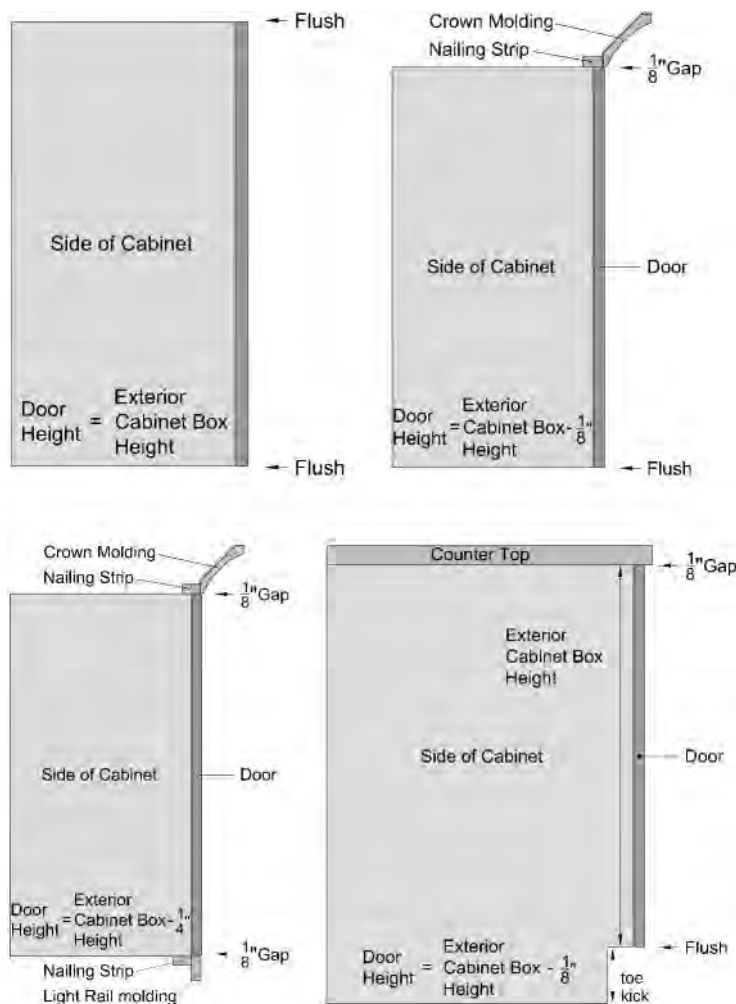 Flush
Side of Cabinet
Door Height = Exterior Cabinet Box Height
Flush
Crown Molding
Nailing Strip
1/8" Gap
Side of Cabinet
Door
Door Height = Exterior Cabinet Box - 1/8" Height
Flush
Crown Molding
Nailing Strip
1/8" Gap
Side of Cabinet
Door
Door Height = Exterior Cabinet Box - 1/4" Height
1/8" Gap
Nailing Strip
Light Rail molding
Counter Top
1/8" Gap
Exterior
Cabinet Box
Height
Side of Cabinet
Door
Flush
Door Height = Exterior Cabinet Box - 1/8" Height
toe
kick